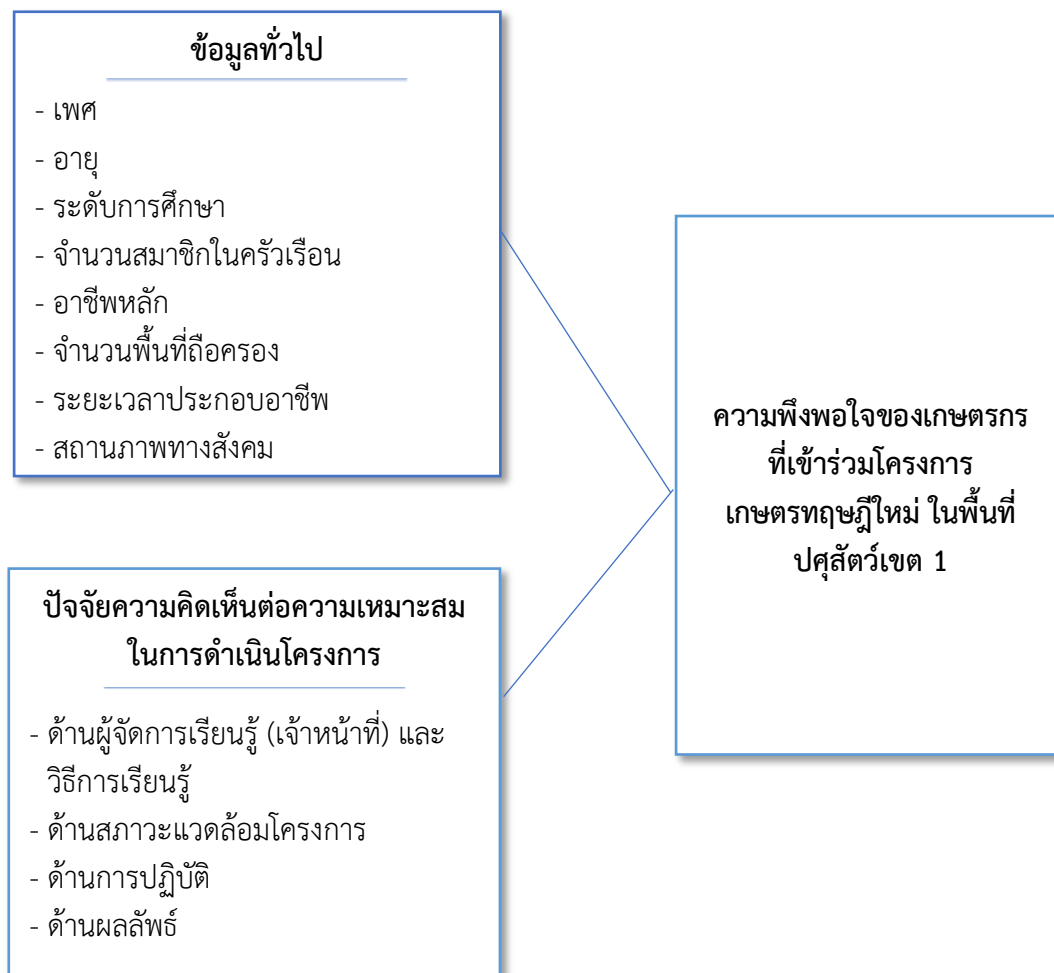 ข้อมูลทั่วไป
- เพศ
- อายุ
- ระดับการศึกษา
- จำนวนสมาชิกในครัวเรือน
- อาชีพหลัก
- จำนวนพื้นที่ถือครอง
- ระยะเวลาประกอบอาชีพ
- สถานภาพทางสังคม
ปัจจัยความคิดเห็นต่อความเหมาะสม
ในการดำเนินโครงการ
- ด้านผู้จัดการเรียนรู้ (เจ้าหน้าที่) และ
วิธีการเรียนรู้
- ด้านสภาวะแวดล้อมโครงการ
- ด้านการปฏิบัติ
- ด้านผลลัพธ์
ความพึงพอใจของเกษตรกร
ที่เข้าร่วมโครงการ
เกษตรทฤษฎีใหม่ ในพื้นที่
ปศุสัตว์เขต 1